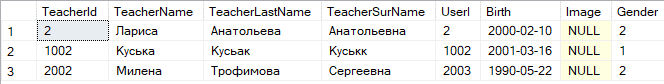 TeacherId TeacherName TeacherLastName TeacherSurName UserI Birth Image Gender
1 2 Лариса Анатольева Анатольевна 2 2000-02-10 NULL 2
2 1002 Куська Куськак Куськк 1002 2001-03-16 NULL 1
3 2002 Милена Трофимова Сергеевна 2003 1990-05-22 NULL 2